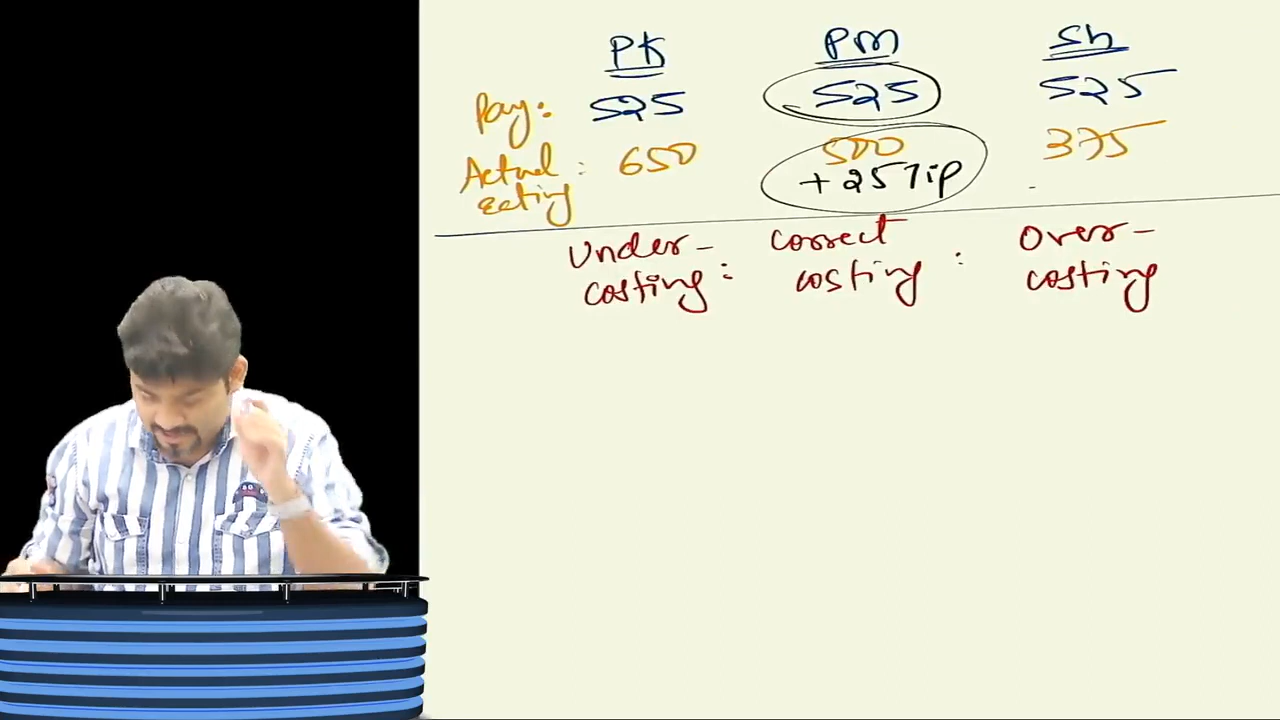 PK PM Sh
Pay: 525 525 525
Actual eating : 650 500 + 25 Tip 375
Under-costing : Correct costing : Over-costing